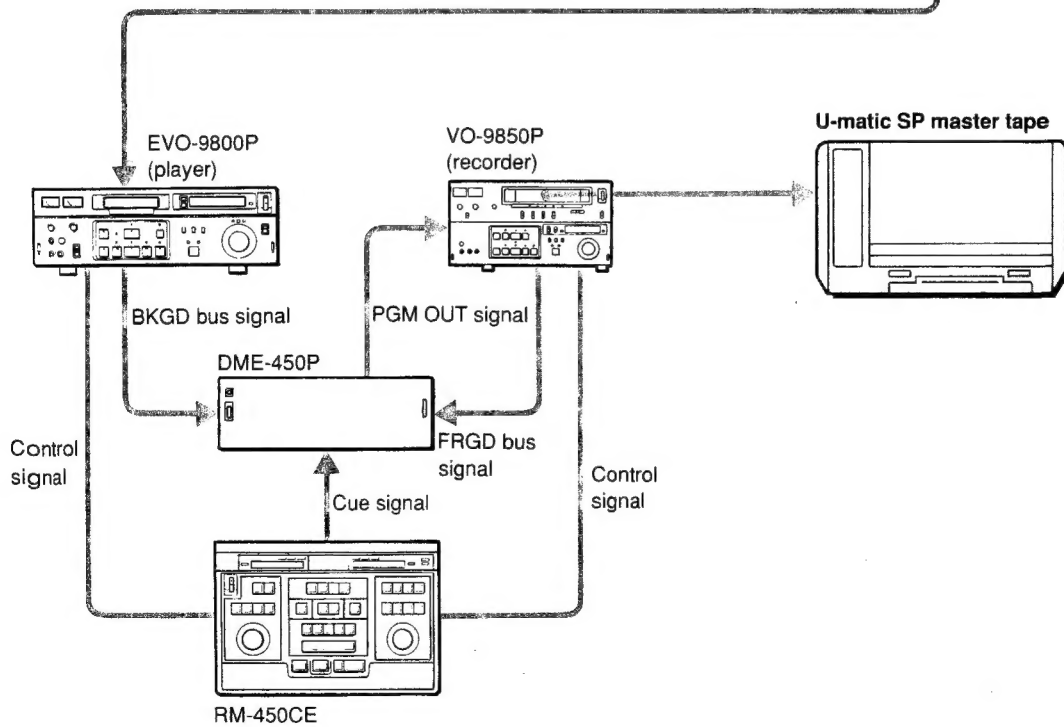 EVO-9800P
(player)
VO-9850P
(recorder)
U-matic SP master tape
BKGD bus signal
PGM OUT signal
DME-450P
FRGD bus
signal
Control
signal
Control
signal
Cue signal
RM-450CE